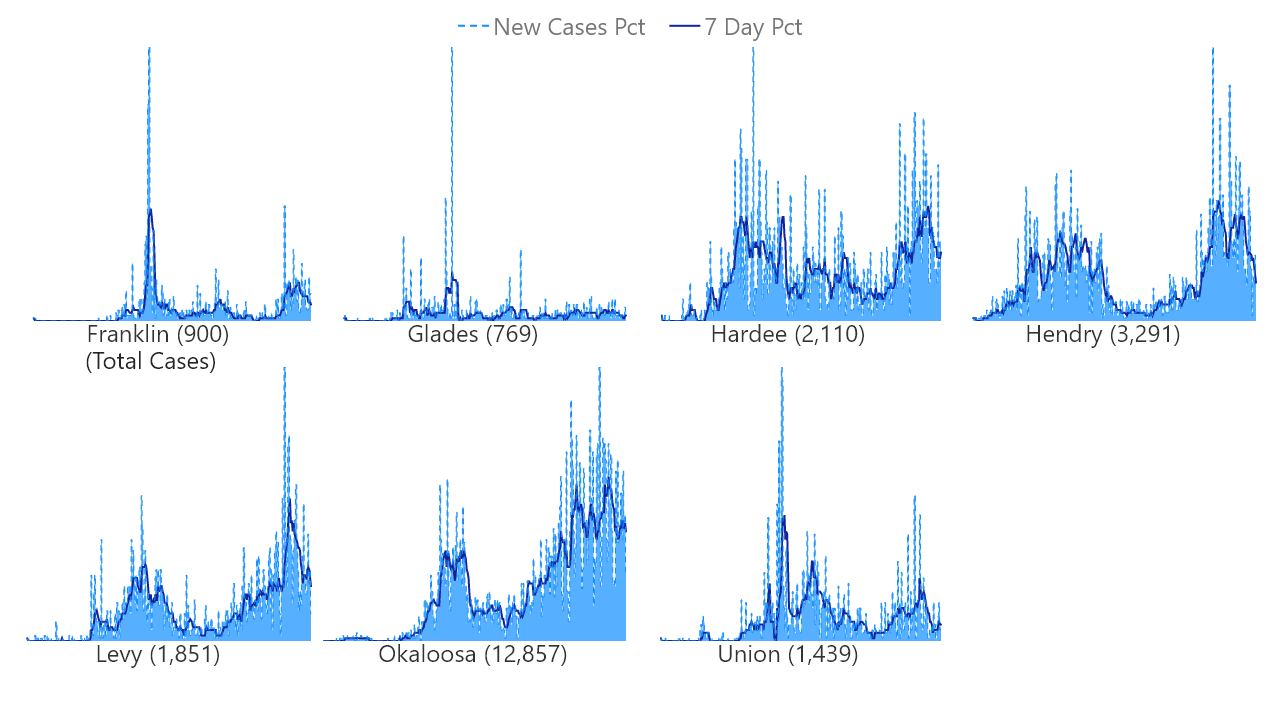 New Cases Pct 7 Day Pct
Franklin (900)
(Total Cases)
Glades (769)
Hardee (2,110)
Hendry (3,291)
Levy (1,851)
Okaloosa (12,857)
Union (1,439)